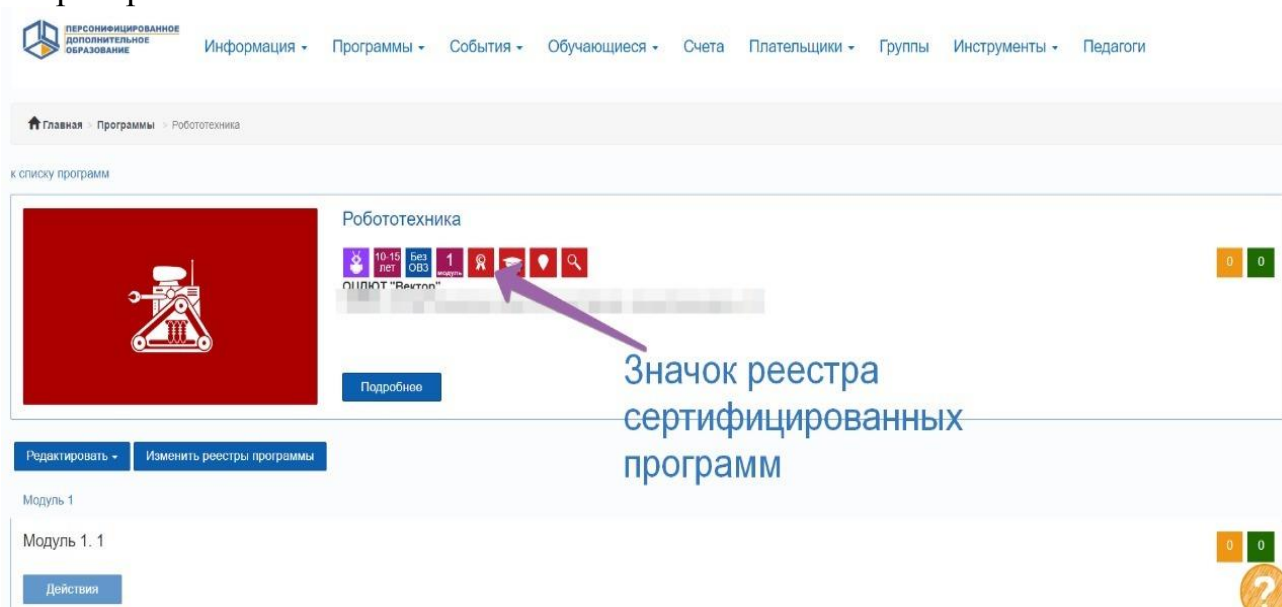 ПЕРСОНИФИЦИРОВАННОЕ
ДОПОЛНИТЕЛЬНОЕ
ОБРАЗОВАНИЕ
Информация Программы События Обучающиеся Счета Плательщики Группы Инструменты Педагоги
Главная > Программы > Робототехника
к списку программ
Робототехника
10-15 лет Без ОВЗ 1 модуль
0 0
ОЦДЮТ "Вектор"
Значок реестра
сертифицированных
программ
Подробнее
Редактировать Изменить реестры программы
Модуль 1
Модуль 1. 1
0 0
Действия
?